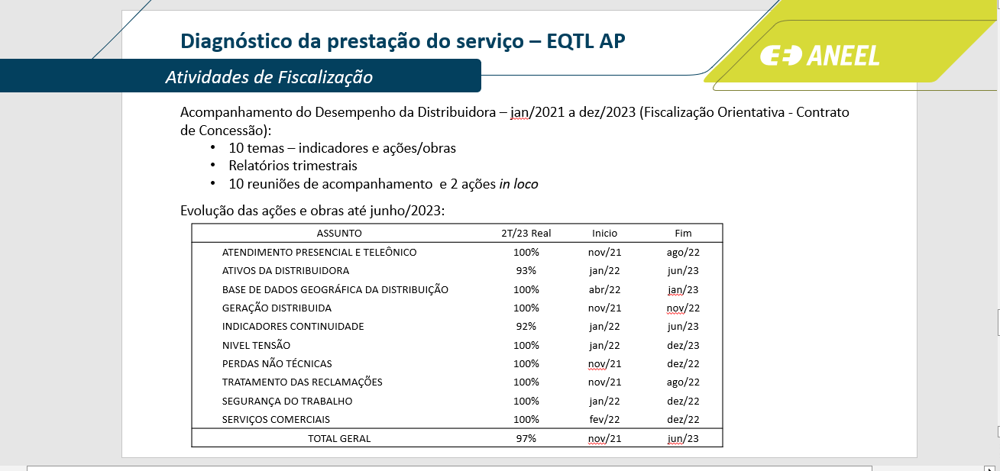 Diagnóstico da prestação do serviço – EQTL AP
ANEEL
Atividades de Fiscalização
Acompanhamento do Desempenho da Distribuidora – jan/2021 a dez/2023 (Fiscalização Orientativa - Contrato
de Concessão):
• 10 temas – indicadores e ações/obras
• Relatórios trimestrais
• 10 reuniões de acompanhamento e 2 ações in loco
Evolução das ações e obras até junho/2023:
ASSUNTO 2T/23 Real Inicio Fim
ATENDIMENTO PRESENCIAL E TELEÔNICO 100% nov/21 ago/22
ATIVOS DA DISTRIBUIDORA 93% jan/22 jun/23
BASE DE DADOS GEOGRÁFICA DA DISTRIBUIÇÃO 100% abr/22 jan/23
GERAÇÃO DISTRIBUIDA 100% nov/21 nov/22
INDICADORES CONTINUIDADE 92% jan/22 jun/23
NIVEL TENSÃO 100% jan/22 dez/23
PERDAS NÃO TÉCNICAS 100% nov/21 dez/22
TRATAMENTO DAS RECLAMAÇÕES 100% nov/21 ago/22
SEGURANÇA DO TRABALHO 100% jan/22 dez/22
SERVIÇOS COMERCIAIS 100% fev/22 dez/22
TOTAL GERAL 97% nov/21 jun/23